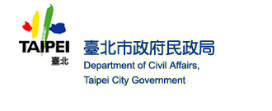 TAIPEI
臺北
臺北市政府民政局
Department of Civil Affairs,
Taipei City Government